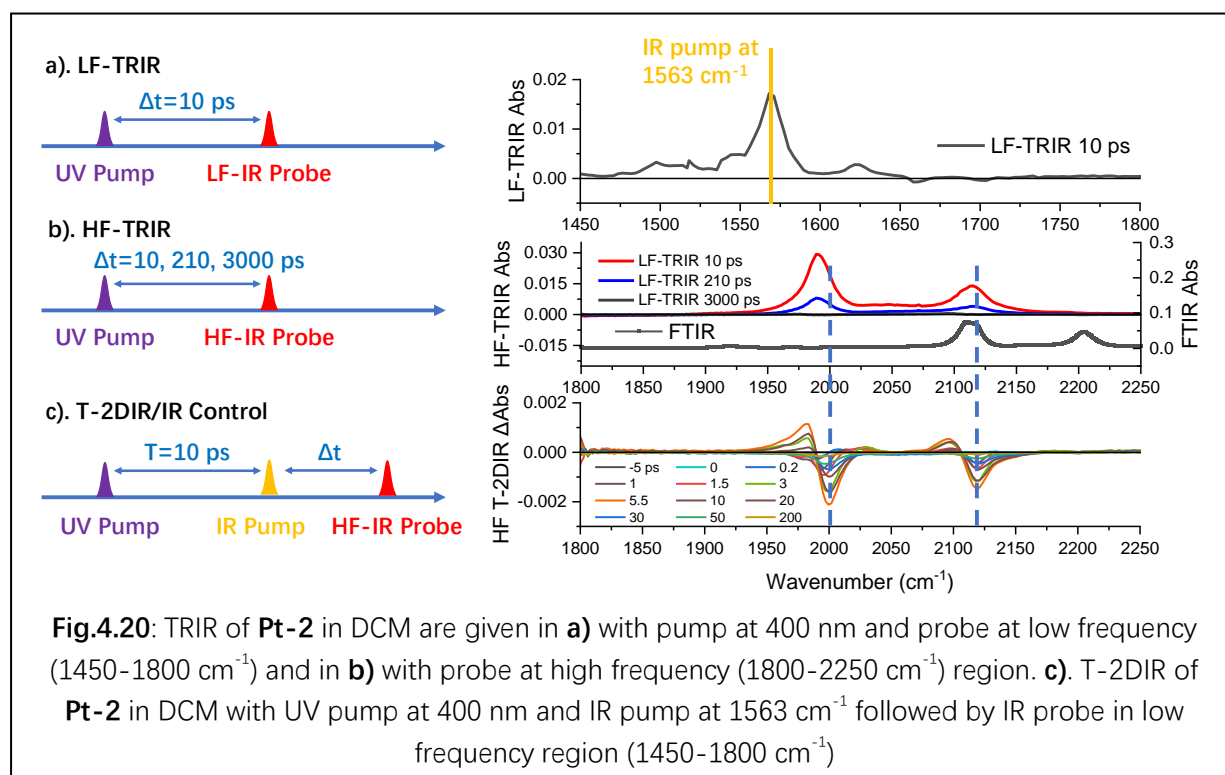 a). LF-TRIR
Δt=10 ps
UV Pump
LF-IR Probe
b). HF-TRIR
Δt=10, 210, 3000 ps
UV Pump
HF-IR Probe
c). T-2DIR/IR Control
T=10 ps
Δt
UV Pump
IR Pump
HF-IR Probe
IR pump at
1563 cm⁻¹
LF-TRIR Abs
0.02
0.01
0.00
LF-TRIR 10 ps
1450 1500 1550 1600 1650 1700 1750 1800
HF-TRIR Abs
0.030
0.015
0.000
-0.015
LF-TRIR 10 ps
LF-TRIR 210 ps
LF-TRIR 3000 ps
FTIR
0.3
0.2
0.1
0.0
FTIR Abs
1800 1850 1900 1950 2000 2050 2100 2150 2200 2250
HF T-2DIR ΔAbs
0.002
0.000
-0.002
-5 ps 0 0.2
1 1.5 3
5.5 10 20
30 50 200
1800 1850 1900 1950 2000 2050 2100 2150 2200 2250
Wavenumber (cm⁻¹)
Fig.4.20: TRIR of Pt-2 in DCM are given in a) with pump at 400 nm and probe at low frequency
(1450-1800 cm⁻¹) and in b) with probe at high frequency (1800-2250 cm⁻¹) region. c). T-2DIR of
Pt-2 in DCM with UV pump at 400 nm and IR pump at 1563 cm⁻¹ followed by IR probe in low
frequency region (1450-1800 cm⁻¹)